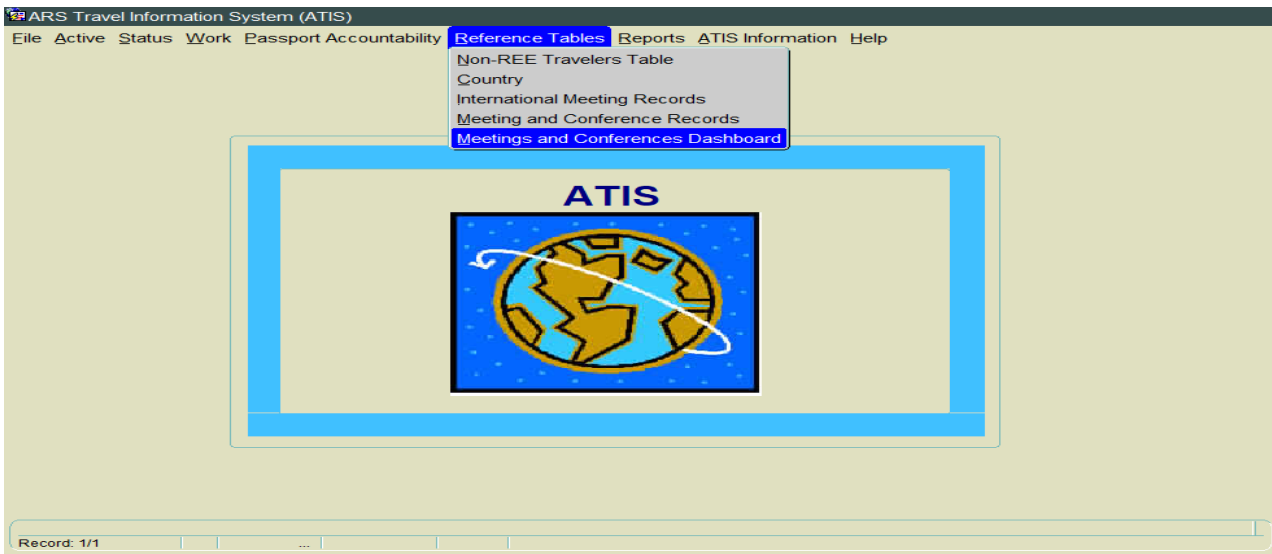 ARS Travel Information System (ATIS)
File Active Status Work Passport Accountability Reference Tables Reports ATIS Information Help
Non-REE Travelers Table
Country
International Meeting Records
Meeting and Conference Records
Meetings and Conferences Dashboard
ATIS
Record: 1/1 ...